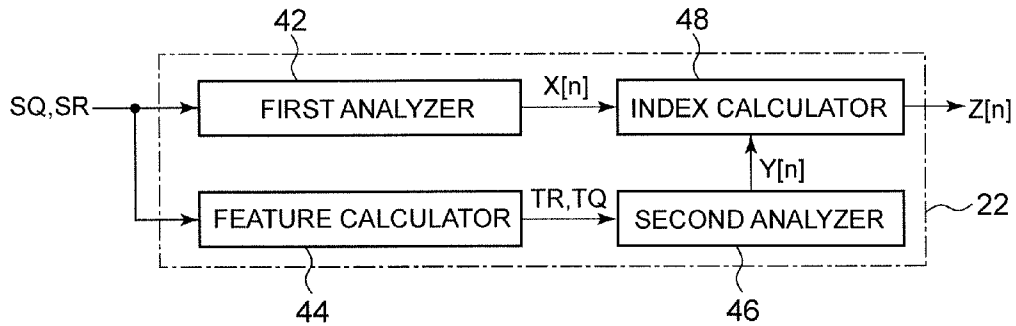 42
48
SQ,SR
FIRST ANALYZER
X[n]
INDEX CALCULATOR
Z[n]
Y[n]
FEATURE CALCULATOR
TR,TQ
SECOND ANALYZER
22
44
46